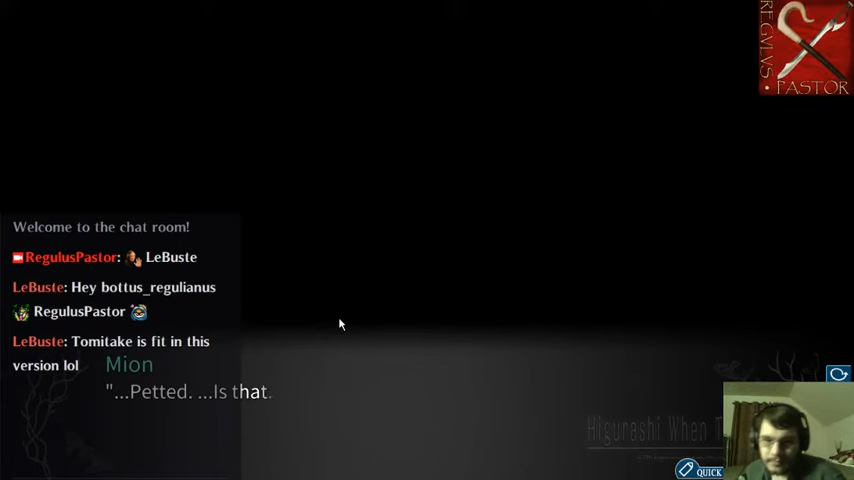 REGVLVS
• PASTOR
Welcome to the chat room!
RegulusPastor: LeBuste
LeBuste: Hey bottus_regulianus
RegulusPastor
LeBuste: Tomitake is fit in this
version lol
Mion
"...Petted. ...Is that.
Higurashi When T
QUICK